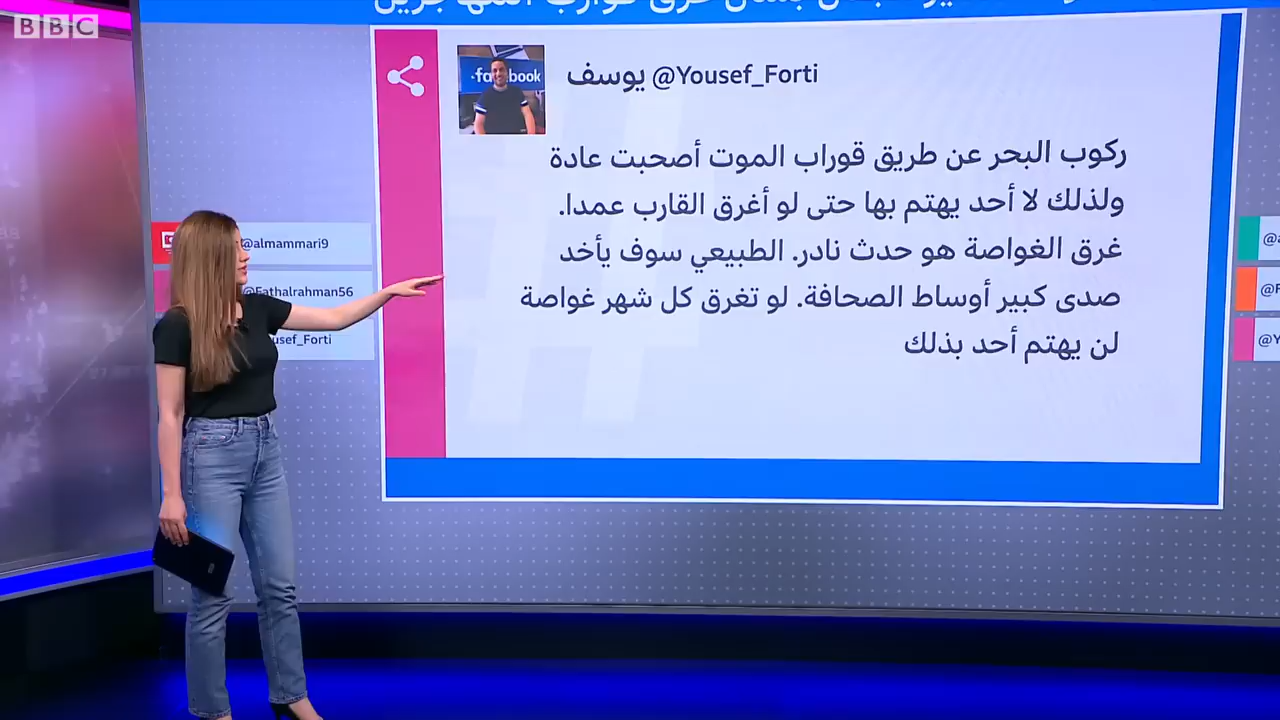 BBC
يوسف @Yousef_Forti
ركوب البحر عن طريق قوراب الموت أصحبت عادة
ولذلك لا أحد يهتم بها حتى لو أغرق القارب عمدا.
غرق الغواصة هو حدث نادر. الطبيعي سوف يأخد
صدى كبير أوساط الصحافة. لو تغرق كل شهر غواصة
لن يهتم أحد بذلك
@almammari9
@Fathalrahman56
usef_Forti
facebook